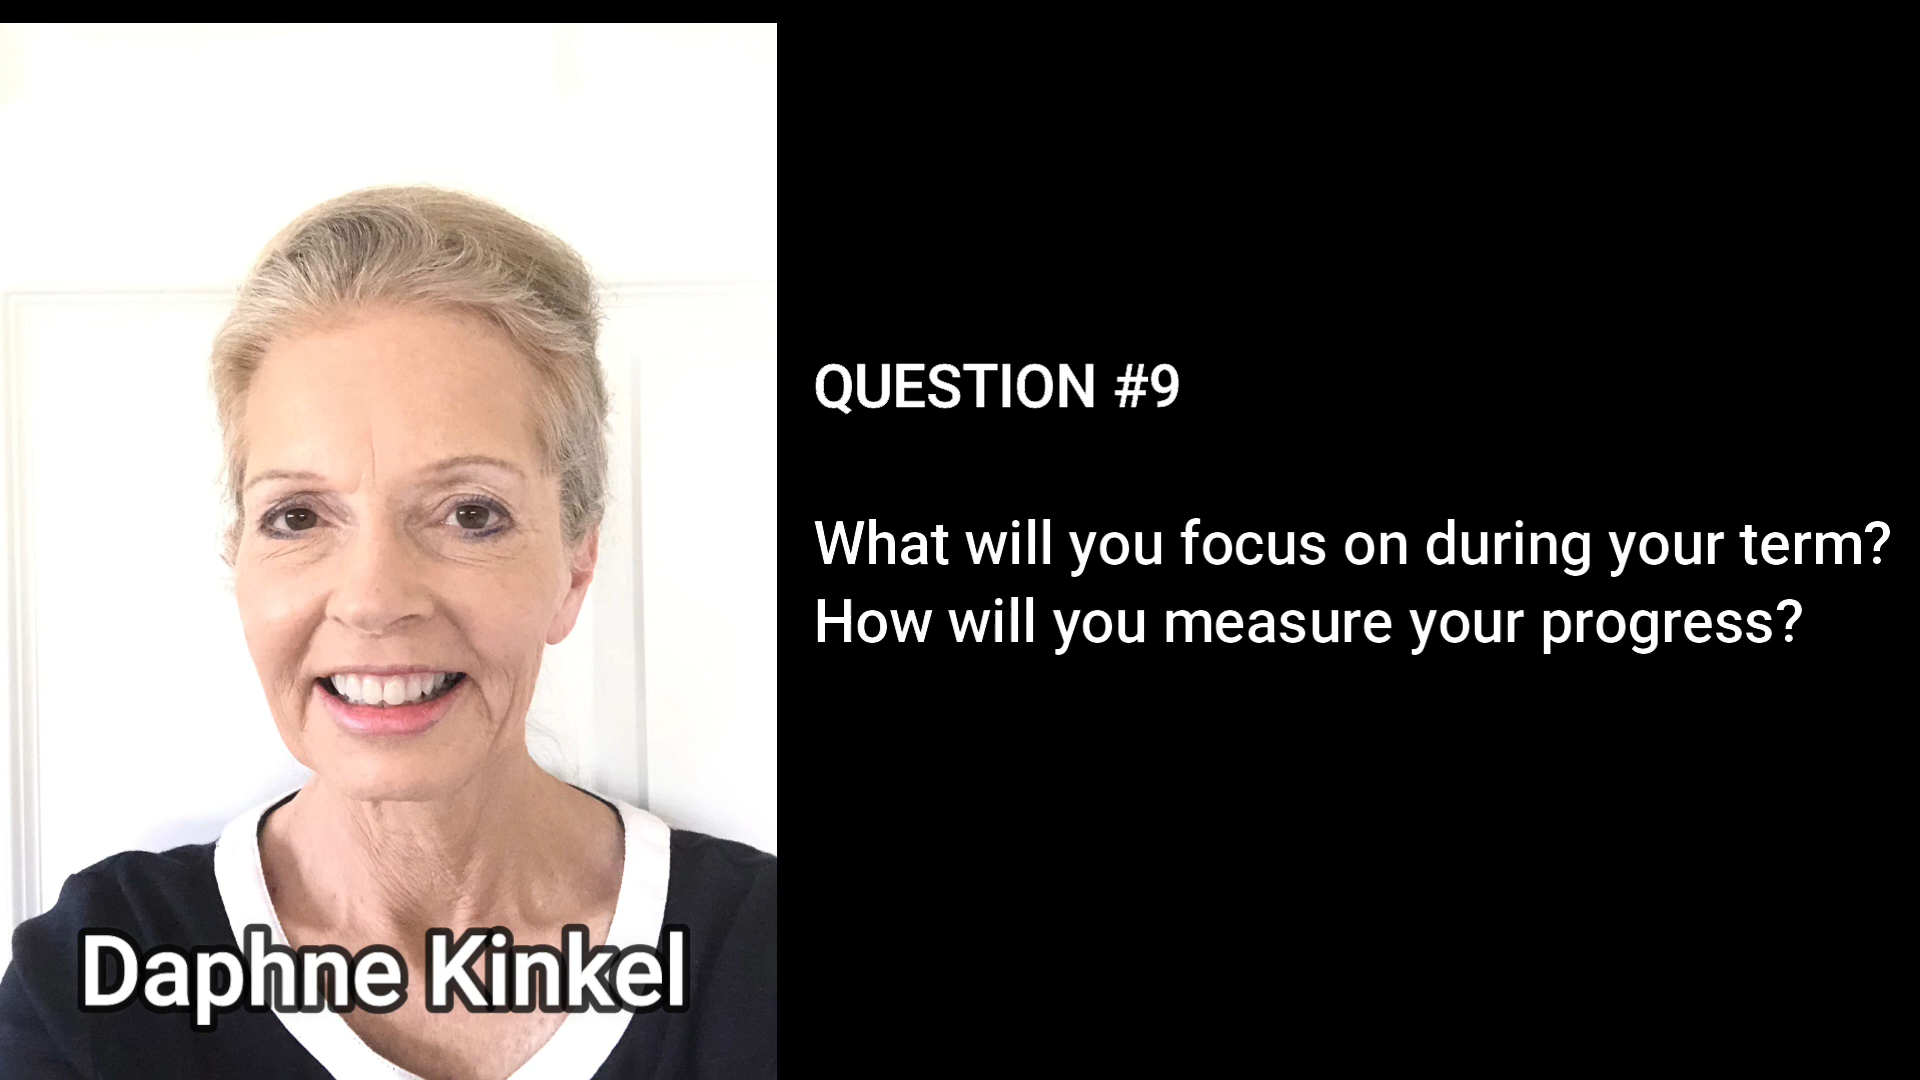 QUESTION #9
What will you focus on during your term?
How will you measure your progress?
Daphne Kinkel